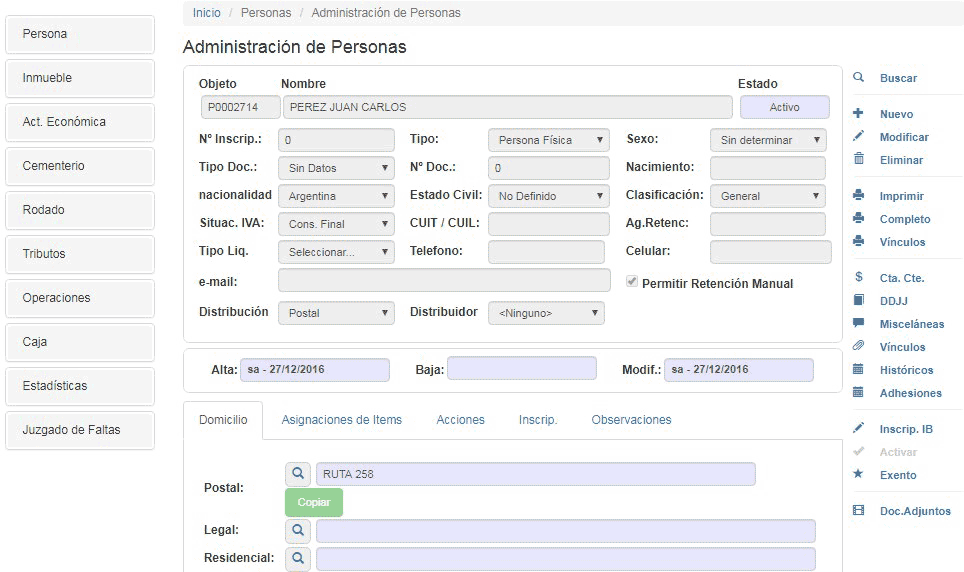 Inicio / Personas / Administración de Personas
Persona
Inmueble
Act. Económica
Cementerio
Rodado
Tributos
Operaciones
Caja
Estadísticas
Juzgado de Faltas
Administración de Personas
Objeto Nombre Estado
P0002714 PEREZ JUAN CARLOS Activo
Nº Inscrip.: 0 Tipo: Persona Física Sexo: Sin determinar
Tipo Doc.: Sin Datos Nº Doc.: 0 Nacimiento:
nacionalidad Argentina Estado Civil: No Definido Clasificación: General
Situac. IVA: Cons. Final CUIT / CUIL: Ag.Retenc:
Tipo Liq. Seleccionar... Telefono: Celular:
e-mail: Permitir Retención Manual
Distribución Postal Distribuidor <Ninguno>
Alta: sa - 27/12/2016 Baja: Modif.: sa - 27/12/2016
Domicilio Asignaciones de Items Acciones Inscrip. Observaciones
Postal: RUTA 258
Copiar
Legal:
Residencial:
Buscar
Nuevo
Modificar
Eliminar
Imprimir
Completo
Vínculos
$ Cta. Cte.
DDJJ
Misceláneas
Vínculos
Históricos
Adhesiones
Inscrip. IB
Activar
Exento
Doc.Adjuntos